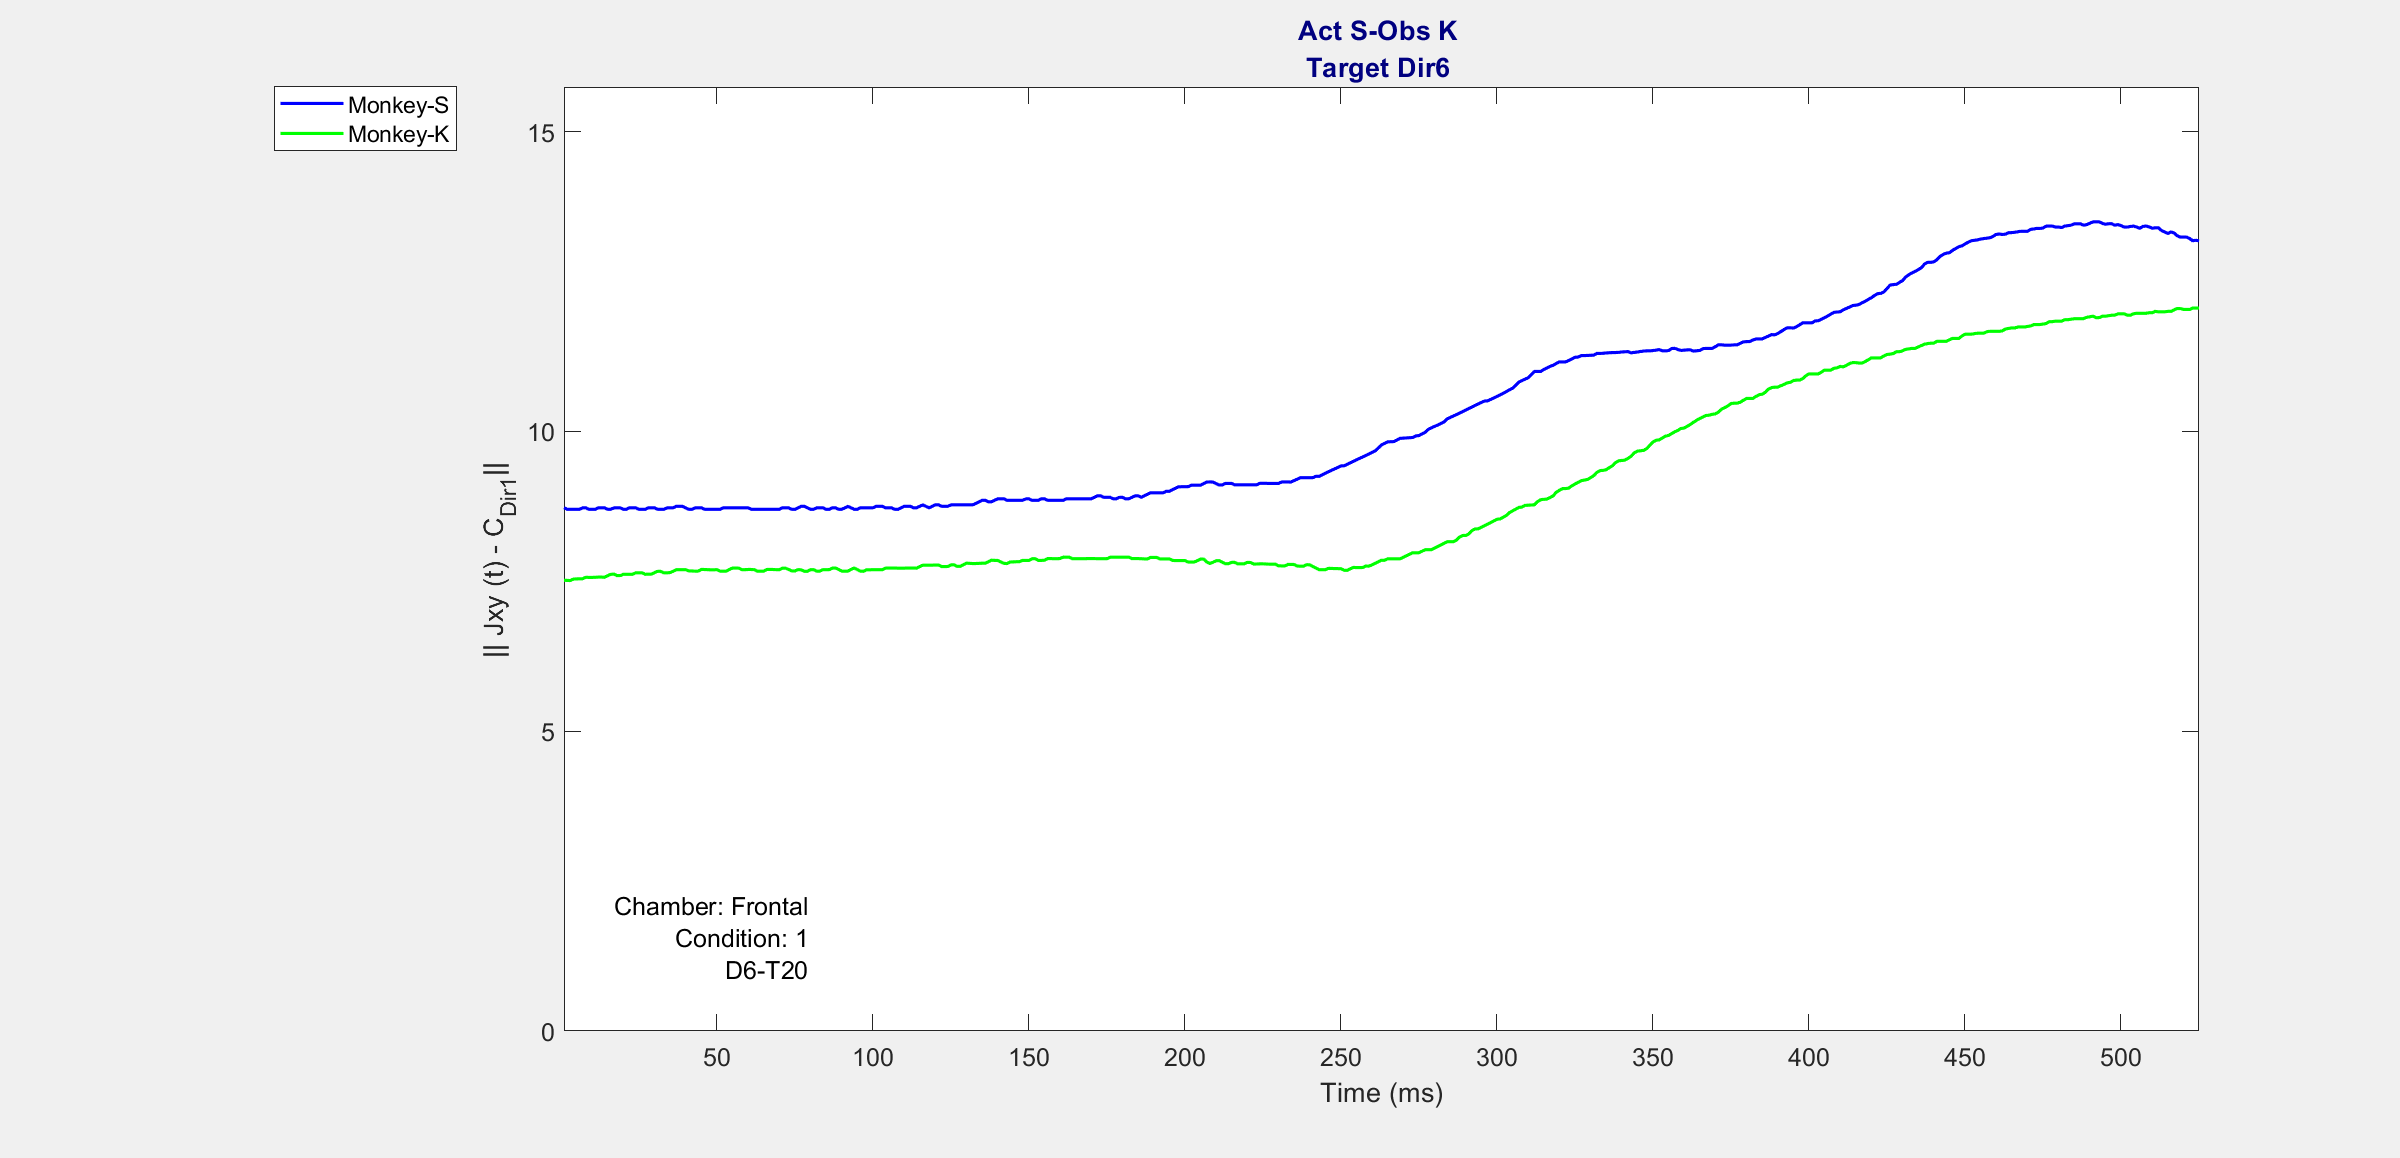 Act S-Obs K
Target Dir6
Monkey-S
Monkey-K
15
10
5
0
|| Jxy (t) - C_Dir1 ||
Chamber: Frontal
Condition: 1
D6-T20
50 100 150 200 250 300 350 400 450 500
Time (ms)